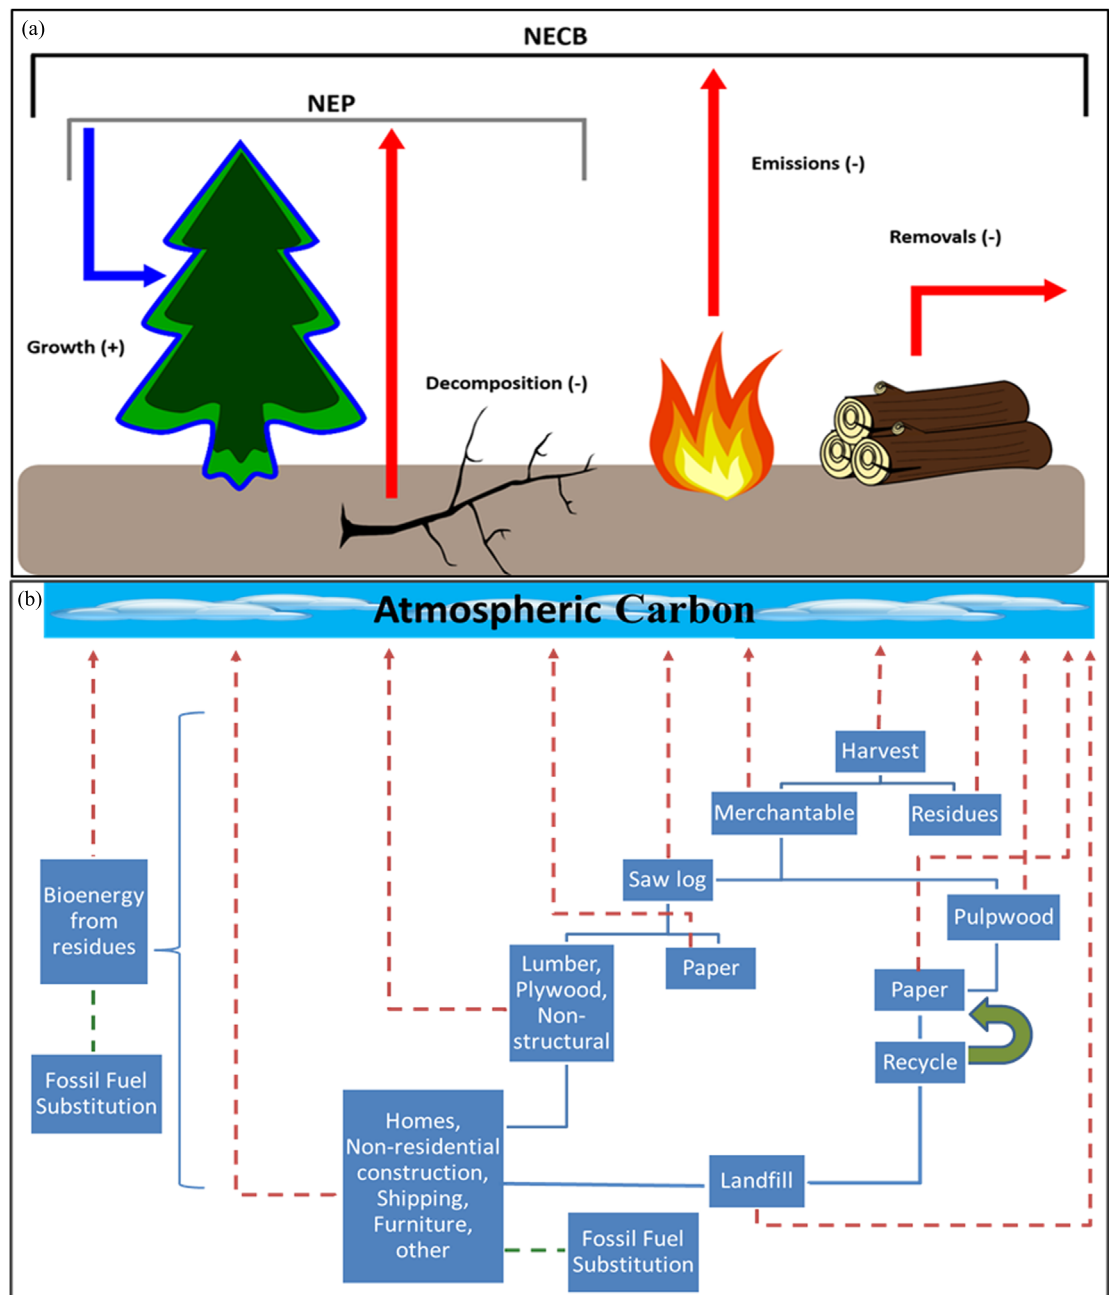 (a)
NECB
NEP
Emissions (-)
Removals (-)
Growth (+)
Decomposition (-)
(b)
Atmospheric Carbon
Harvest
Merchantable
Residues
Saw log
Pulpwood
Bioenergy
from
residues
Lumber,
Plywood,
Non-
structural
Paper
Paper
Recycle
Fossil Fuel
Substitution
Homes,
Non-residential
construction,
Shipping,
Furniture,
other
Landfill
Fossil Fuel
Substitution